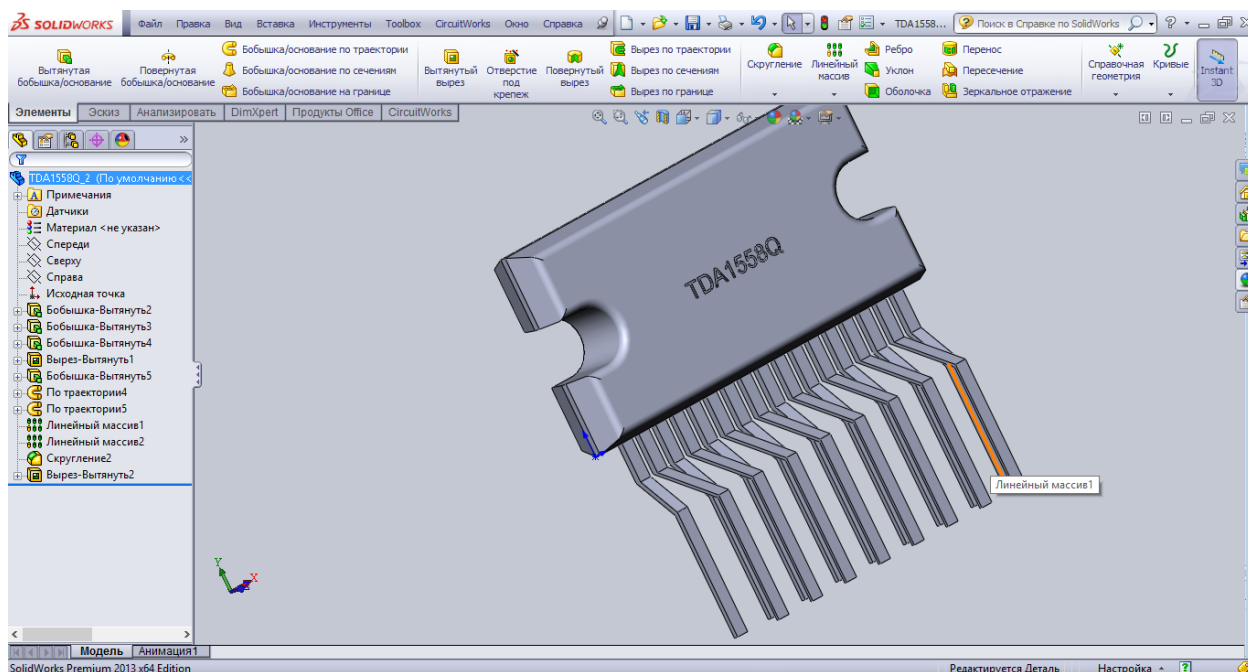 SOLIDWORKS Файл Правка Вид Вставка Инструменты Toolbox CircuitWorks Окно Справка TDA1558... Поиск в Справке по SolidWorks
Вытянутая бобышка/основание
Повернутая бобышка/основание
Бобышка/основание по траектории
Бобышка/основание по сечениям
Бобышка/основание на границе
Вытянутый вырез
Отверстие под крепеж
Повернутый вырез
Вырез по траектории
Вырез по сечениям
Вырез по границе
Скругление
Линейный массив
Ребро
Уклон
Оболочка
Перенос
Пересечение
Зеркальное отражение
Справочная геометрия
Кривые
Instant 3D
Элементы Эскиз Анализировать DimXpert Продукты Office CircuitWorks
TDA1558Q_2 (По умолчанию<<
Примечания
Датчики
Материал <не указан>
Спереди
Сверху
Справа
Исходная точка
Бобышка-Вытянуть2
Бобышка-Вытянуть3
Бобышка-Вытянуть4
Вырез-Вытянуть1
Бобышка-Вытянуть5
По траектории4
По траектории5
Линейный массив1
Линейный массив2
Скругление2
Вырез-Вытянуть2
TDA1558Q
Линейный массив1
Y
X
Модель Анимация1
SolidWorks Premium 2013 x64 Edition Редактируется Деталь Настройка